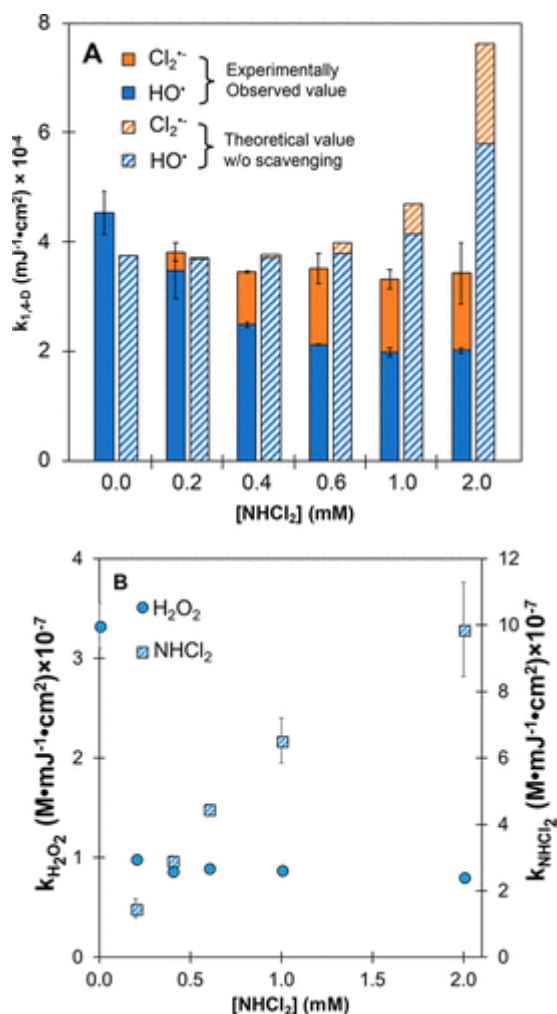 8
A
Cl₂•⁻
HO•
Experimentally
Observed value
Cl₂•⁻
HO•
Theoretical value
w/o scavenging
6
4
2
0
k₁,₄₋D (mJ⁻¹•cm²) × 10⁻⁴
0.0 0.2 0.4 0.6 1.0 2.0
[NHCl₂] (mM)
B
H₂O₂
NHCl₂
4
3
2
1
0
kH₂O₂ (M•mJ⁻¹•cm²)×10⁻⁷
12
10
8
6
4
2
0
kNHCl₂ (M•mJ⁻¹•cm²)×10⁻⁷
0.0 0.5 1.0 1.5 2.0
[NHCl₂] (mM)